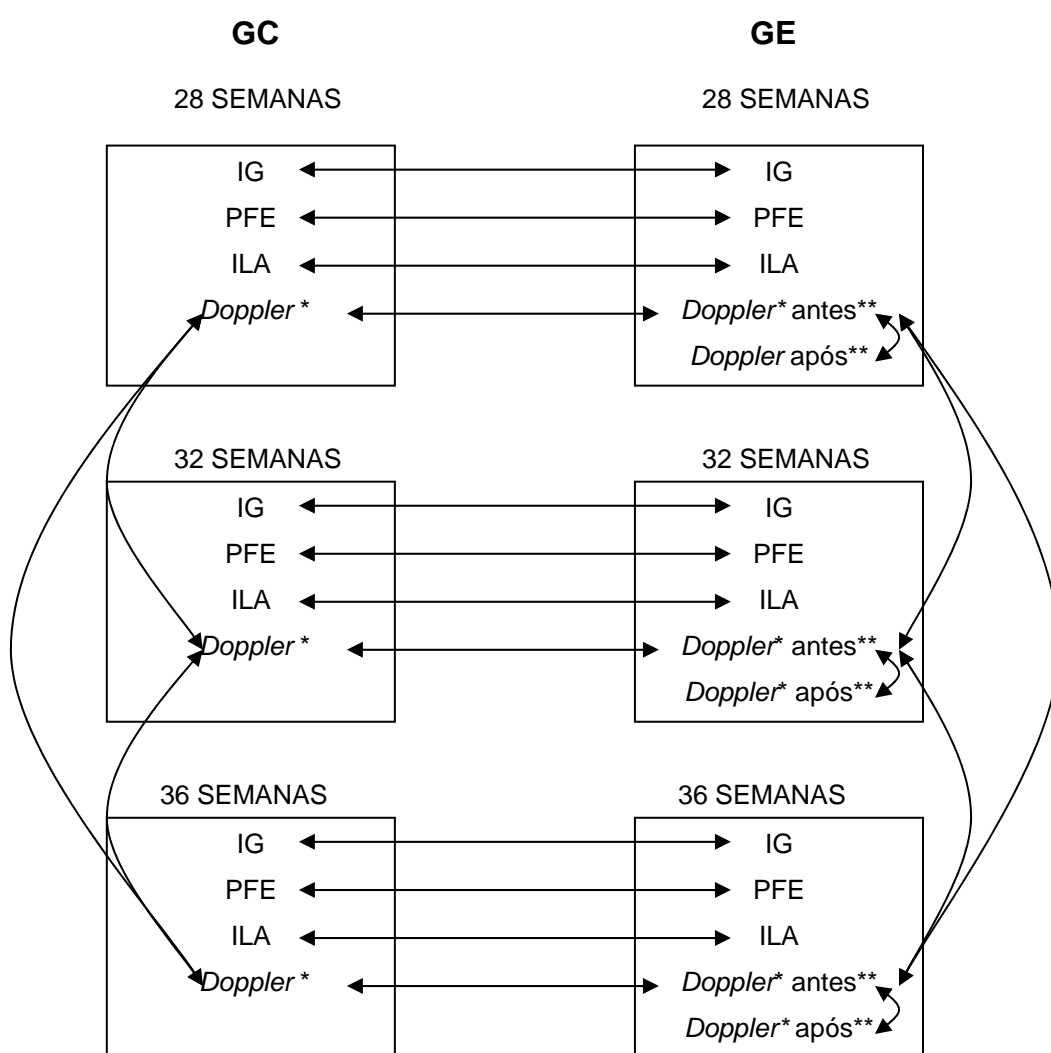 GC GE
28 SEMANAS 28 SEMANAS
IG IG
PFE PFE
ILA ILA
Doppler * Doppler* antes**
Doppler após**
32 SEMANAS 32 SEMANAS
IG IG
PFE PFE
ILA ILA
Doppler * Doppler* antes**
Doppler* após**
36 SEMANAS 36 SEMANAS
IG IG
PFE PFE
ILA ILA
Doppler * Doppler* antes**
Doppler* após**